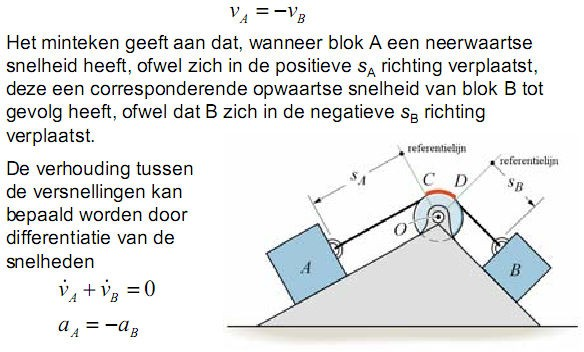 v_A = −v_B
Het minteken geeft aan dat, wanneer blok A een neerwaartse
snelheid heeft, ofwel zich in de positieve s_A richting verplaatst,
deze een corresponderende opwaartse snelheid van blok B tot
gevolg heeft, ofwel dat B zich in de negatieve s_B richting
verplaatst.
De verhouding tussen
de versnellingen kan
bepaald worden door
differentiatie van de
snelheden
v̇_A + v̇_B = 0
a_A = −a_B
referentielijn
referentielijn
s_A
C D
s_B
O
A
B